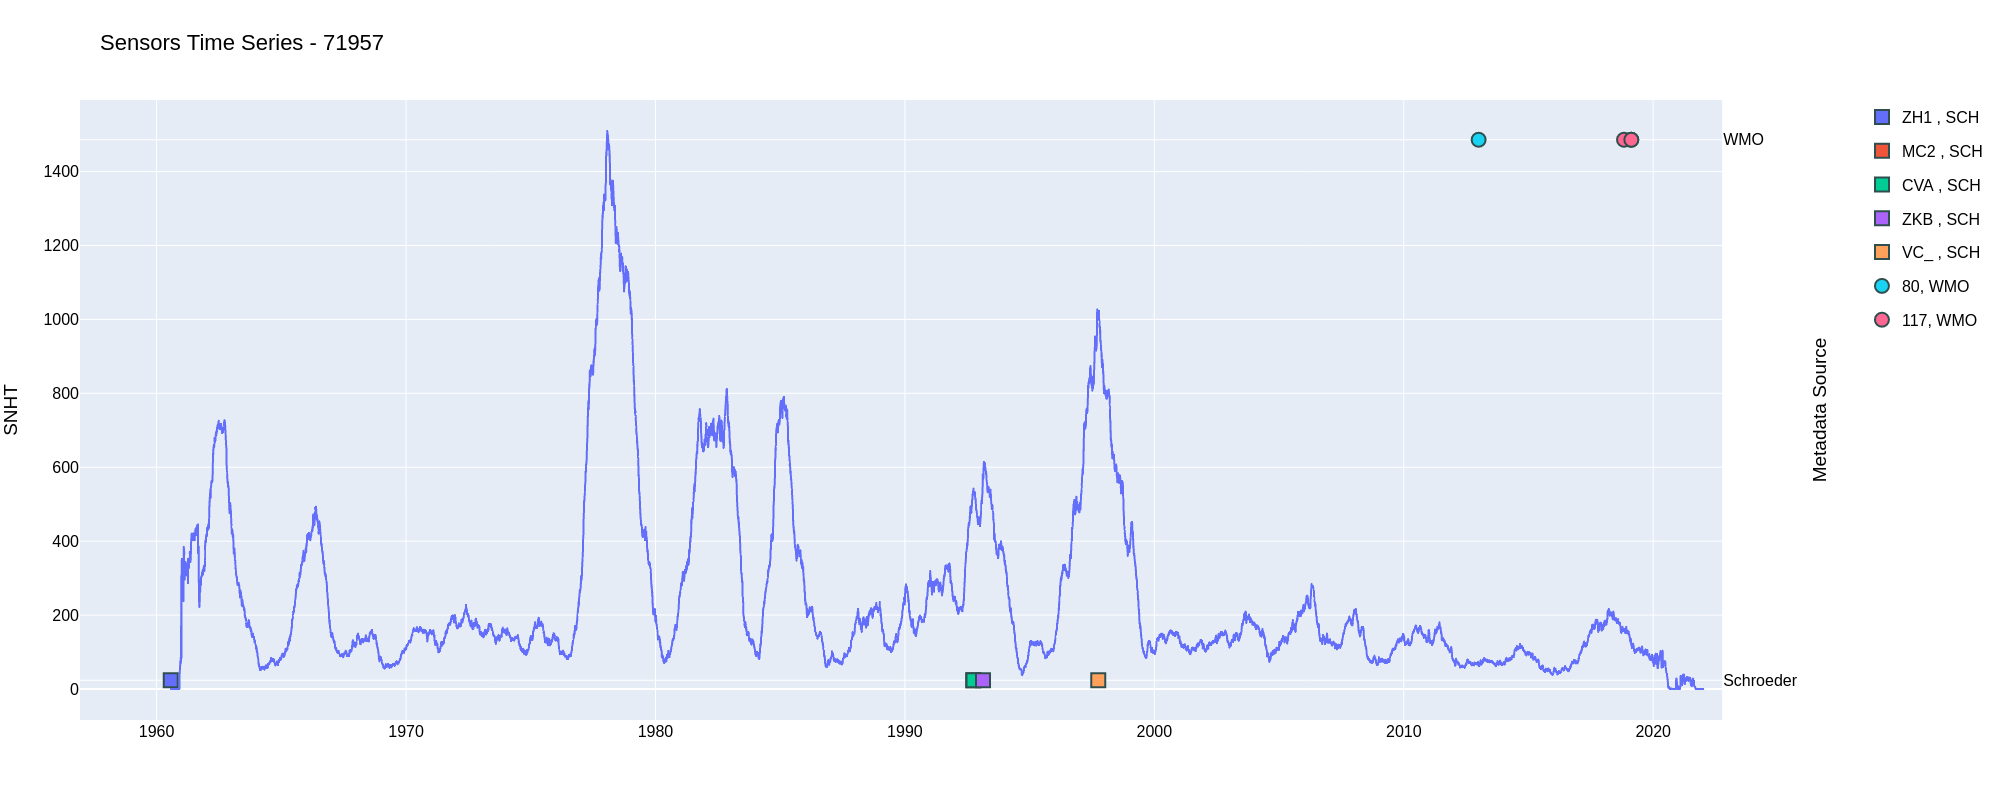 Sensors Time Series - 71957
SNHT
1400
1200
1000
800
600
400
200
0
1960
1970
1980
1990
2000
2010
2020
WMO
Schroeder
Metadata Source
ZH1 , SCH
MC2 , SCH
CVA , SCH
ZKB , SCH
VC_ , SCH
80, WMO
117, WMO